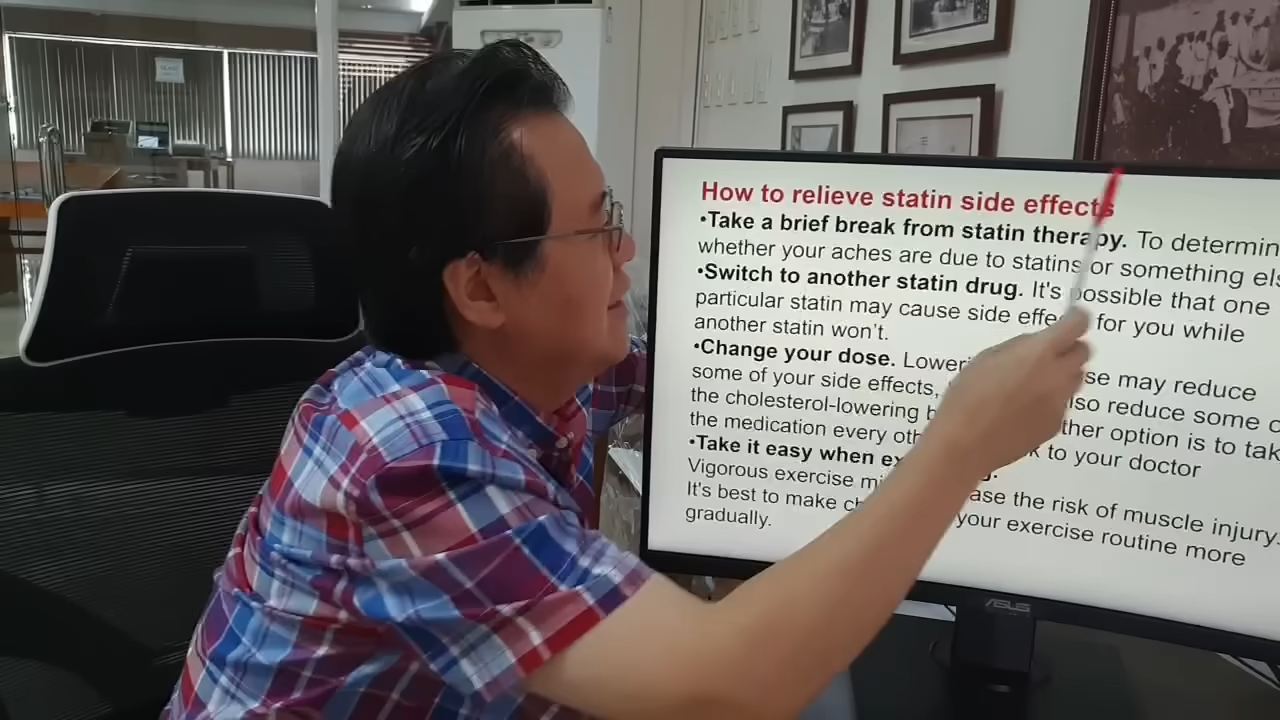 How to relieve statin side effects
•Take a brief break from statin therapy. To determin
whether your aches are due to statins or something els
•Switch to another statin drug. It's possible that one
particular statin may cause side effe for you while
another statin won't.
•Change your dose. Loweri se may reduce
some of your side effects, lso reduce some o
the cholesterol-lowering b ther option is to tak
the medication every oth k to your doctor
•Take it easy when ex g.
Vigorous exercise mi ase the risk of muscle injury.
It's best to make ch your exercise routine more
gradually.
ASUS